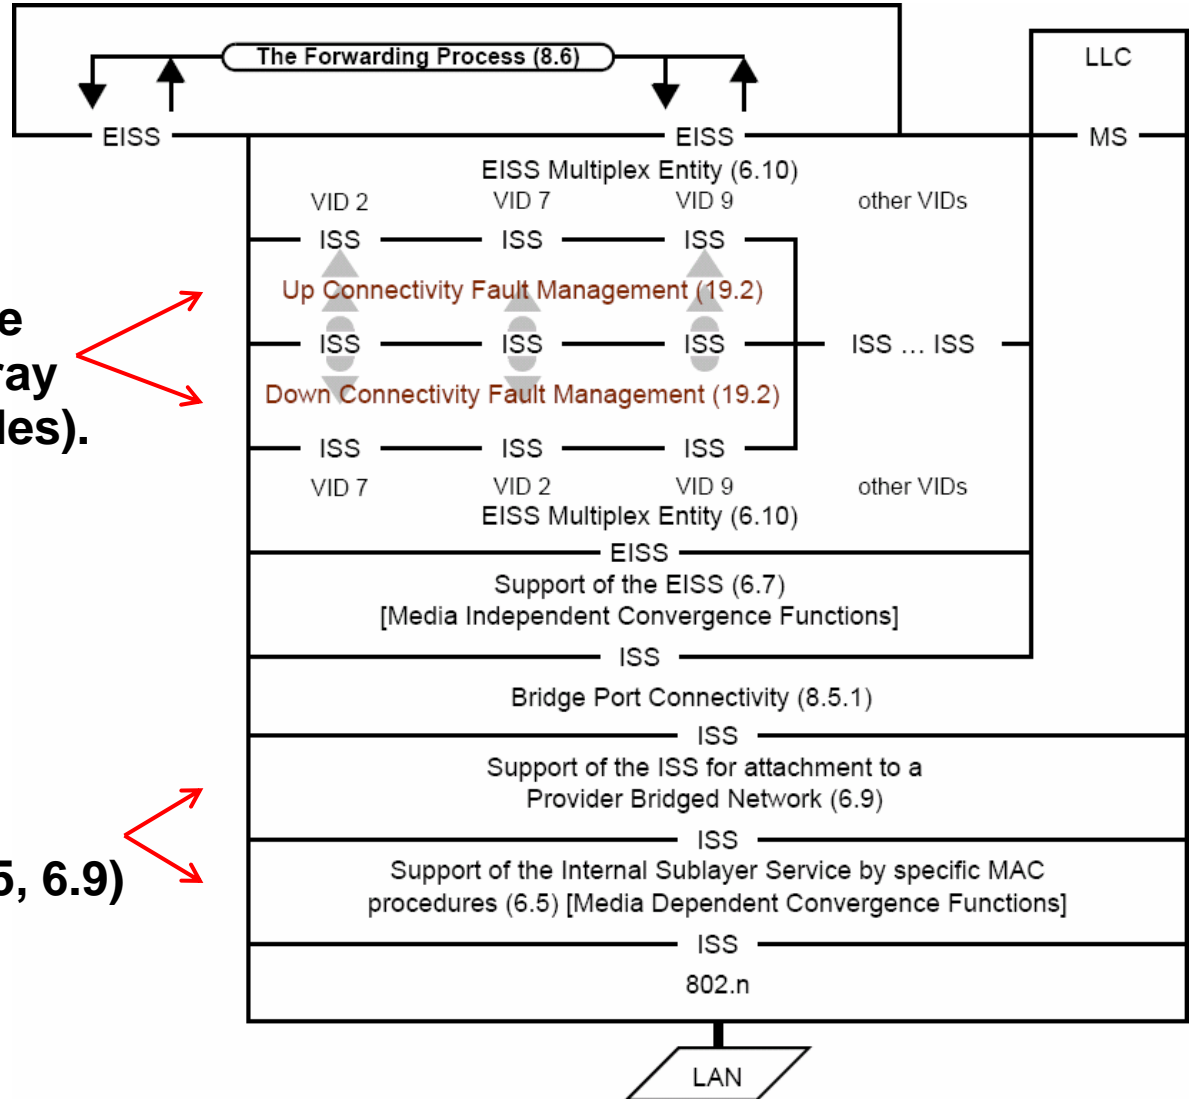 The Forwarding Process (8.6)
LLC
EISS
EISS
MS
EISS Multiplex Entity (6.10)
VID 2 VID 7 VID 9 other VIDs
ISS ISS ISS
Up Connectivity Fault Management (19.2)
ISS ISS ISS ISS ... ISS
Down Connectivity Fault Management (19.2)
ISS ISS ISS
VID 7 VID 2 VID 9 other VIDs
EISS Multiplex Entity (6.10)
EISS
Support of the EISS (6.7)
[Media Independent Convergence Functions]
ISS
Bridge Port Connectivity (8.5.1)
ISS
Support of the ISS for attachment to a
Provider Bridged Network (6.9)
ISS
Support of the Internal Sublayer Service by specific MAC
procedures (6.5) [Media Dependent Convergence Functions]
ISS
802.n
LAN
6.9)